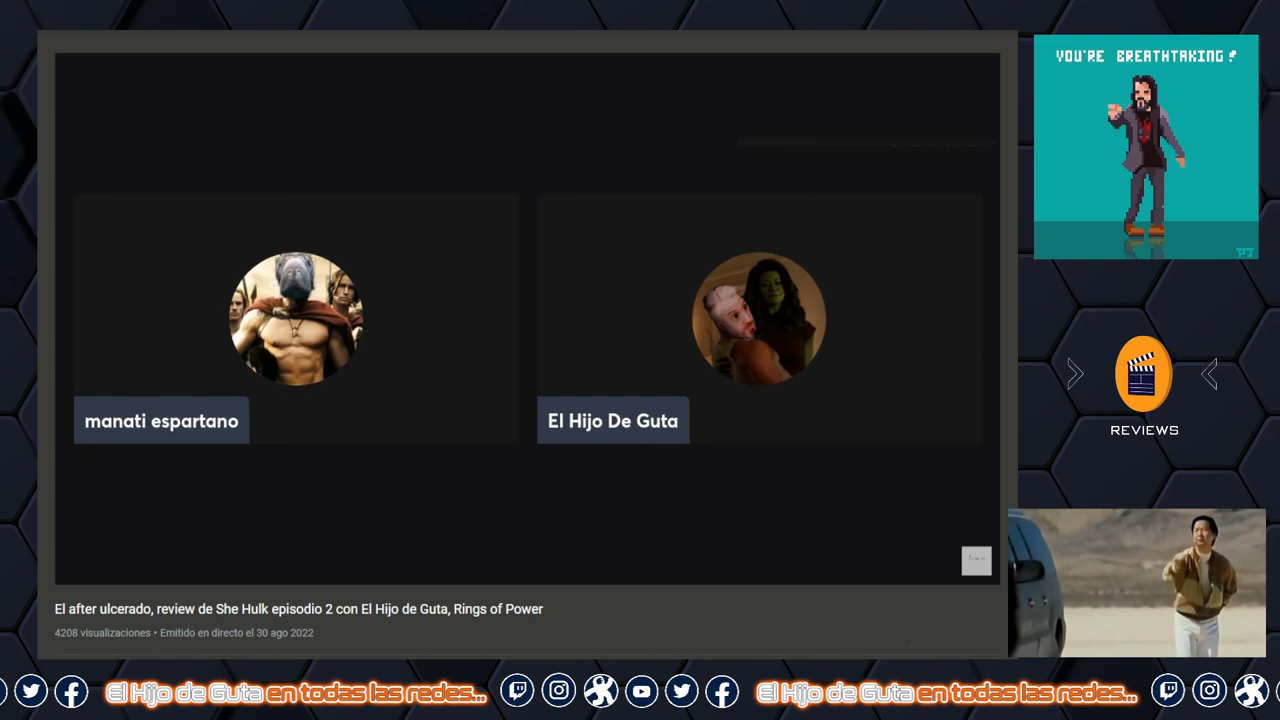 YOU'RE BREATHTAKING!
PJ
manati espartano
El Hijo De Guta
REVIEWS
El after ulcerado, review de She Hulk episodio 2 con El Hijo de Guta, Rings of Power
4208 visualizaciones • Emitido en directo el 30 ago 2022
El Hijo de Guta en todas las redes...
El Hijo de Guta en todas las redes...